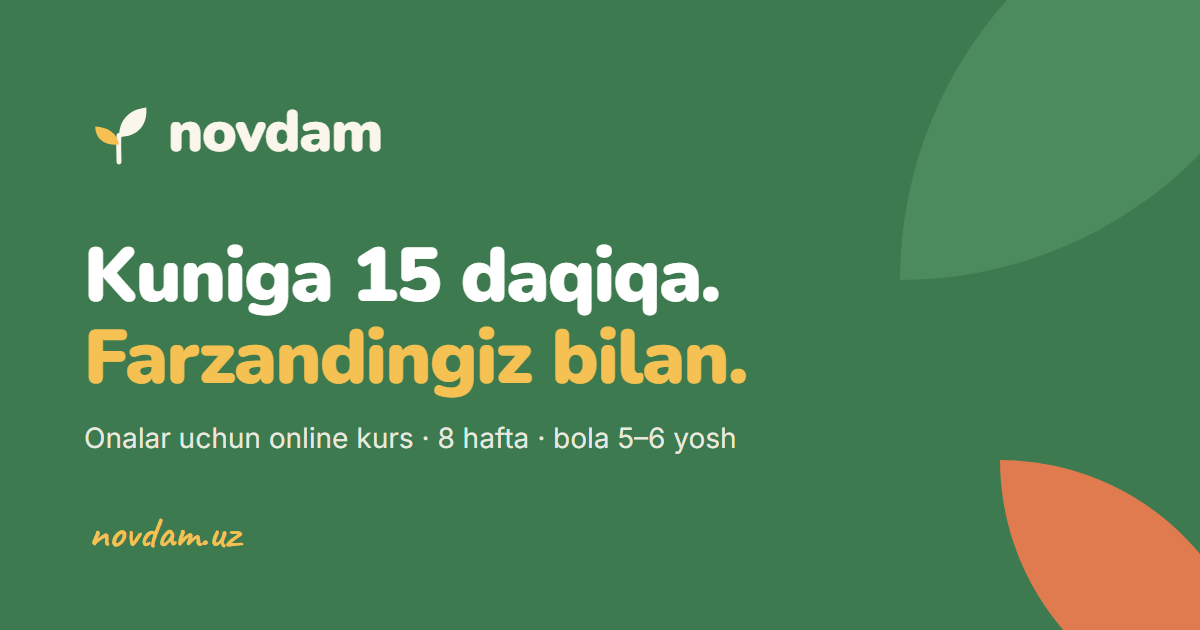 novdam
Kuniga 15 daqiqa.
Farzandingiz bilan.
Onalar uchun online kurs · 8 hafta · bola 5–6 yosh
novdam.uz